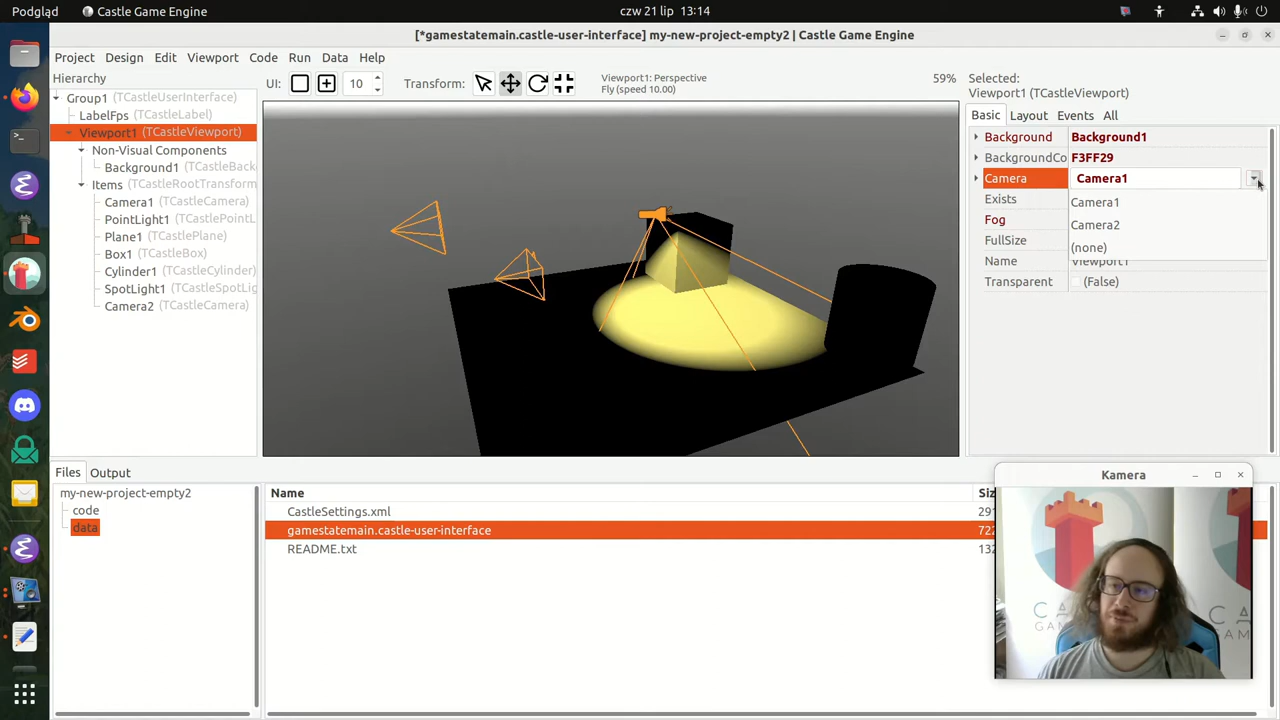 Podgląd
Castle Game Engine
czw 21 lip 13:14
[*gamestatemain.castle-user-interface] my-new-project-empty2 | Castle Game Engine
Project Design Edit Viewport Code Run Data Help
Hierarchy
Group1 (TCastleUserInterface)
LabelFps (TCastleLabel)
Viewport1 (TCastleViewport)
Non-Visual Components
Background1 (TCastleBack
Items (TCastleRootTransform
Camera1 (TCastleCamera)
PointLight1 (TCastlePointL
Plane1 (TCastlePlane)
Box1 (TCastleBox)
Cylinder1 (TCastleCylinder)
SpotLight1 (TCastleSpotLig
Camera2 (TCastleCamera)
UI: 10 Transform:
Viewport1: Perspective
Fly (speed 10.00)
59%
Selected:
Viewport1 (TCastleViewport)
Basic Layout Events All
Background Background1
BackgroundCo F3FF29
Camera Camera1
Exists
Fog
FullSize
Name Viewport1
Transparent (False)
Camera1
Camera2
(none)
Files Output
my-new-project-empty2
code
data
Name
CastleSettings.xml
gamestatemain.castle-user-interface
README.txt
Siz
291
722
132
Kamera